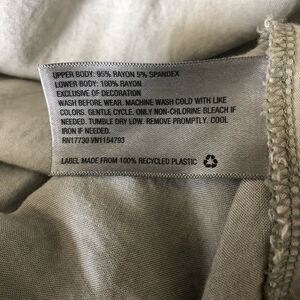 UPPER BODY: 95% RAYON 5% SPANDEX
LOWER BODY: 100% RAYON
EXCLUSIVE OF DECORATION
WASH BEFORE WEAR. MACHINE WASH COLD WITH LIKE
COLORS. GENTLE CYCLE. ONLY NON-CHLORINE BLEACH IF
NEEDED. TUMBLE DRY LOW. REMOVE PROMPTLY. COOL
IRON IF NEEDED.
RN17730 VN1154793
LABEL MADE FROM 100% RECYCLED PLASTIC